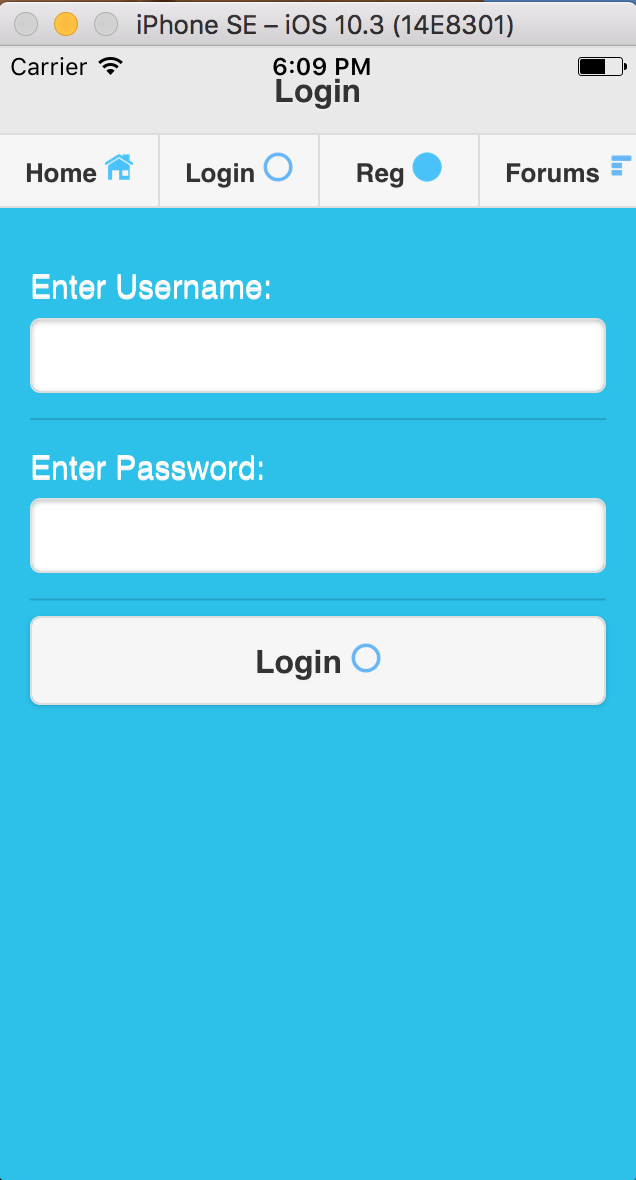 iPhone SE – iOS 10.3 (14E8301)
Carrier 6:09 PM
Login
Home Login Reg Forums
Enter Username:
Enter Password:
Login